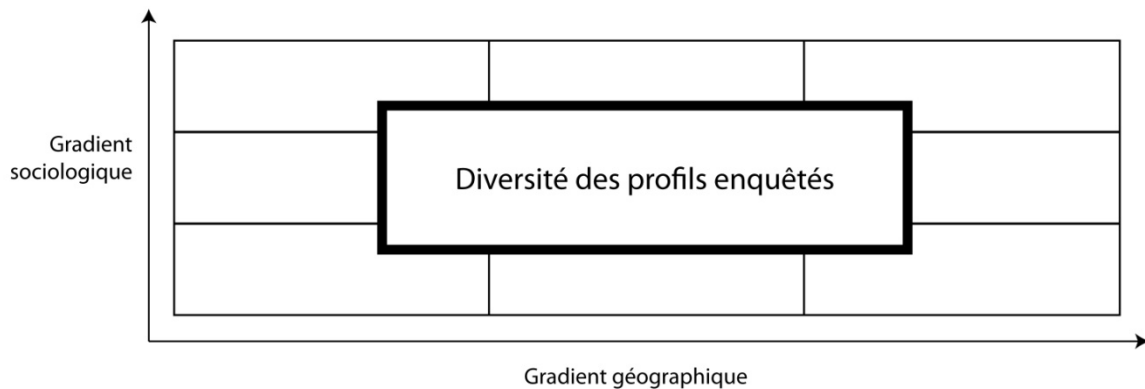 Gradient
sociologique
Diversité des profils enquêtés
Gradient géographique